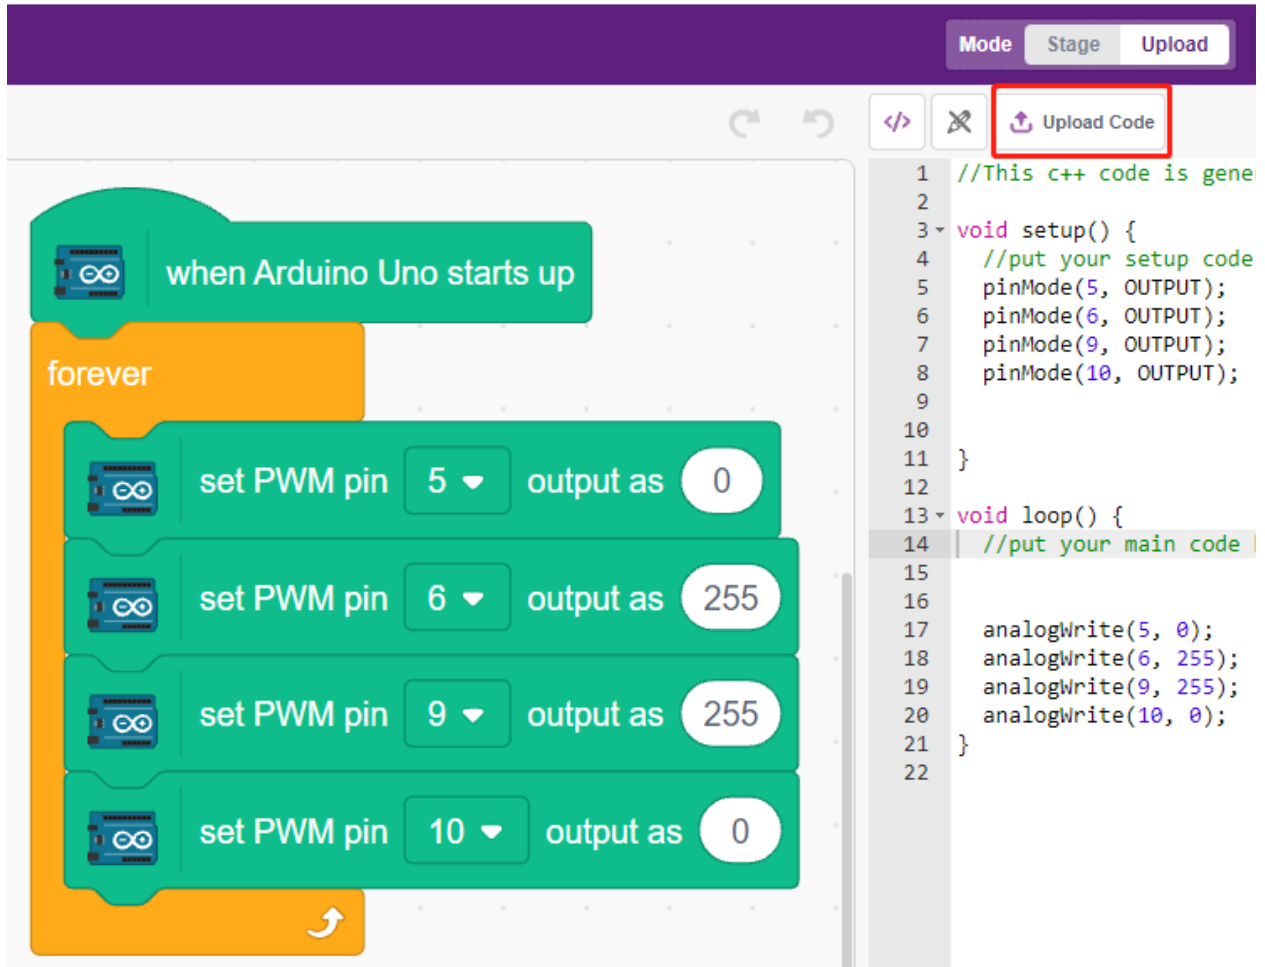 Mode Stage Upload
</> Upload Code
when Arduino Uno starts up
forever
set PWM pin 5 output as 0
set PWM pin 6 output as 255
set PWM pin 9 output as 255
set PWM pin 10 output as 0
1 //This c++ code is gene
2
3 void setup() {
4 //put your setup code
5 pinMode(5, OUTPUT);
6 pinMode(6, OUTPUT);
7 pinMode(9, OUTPUT);
8 pinMode(10, OUTPUT);
9
10
11 }
12
13 void loop() {
14 //put your main code
15
16
17 analogWrite(5, 0);
18 analogWrite(6, 255);
19 analogWrite(9, 255);
20 analogWrite(10, 0);
21 }
22